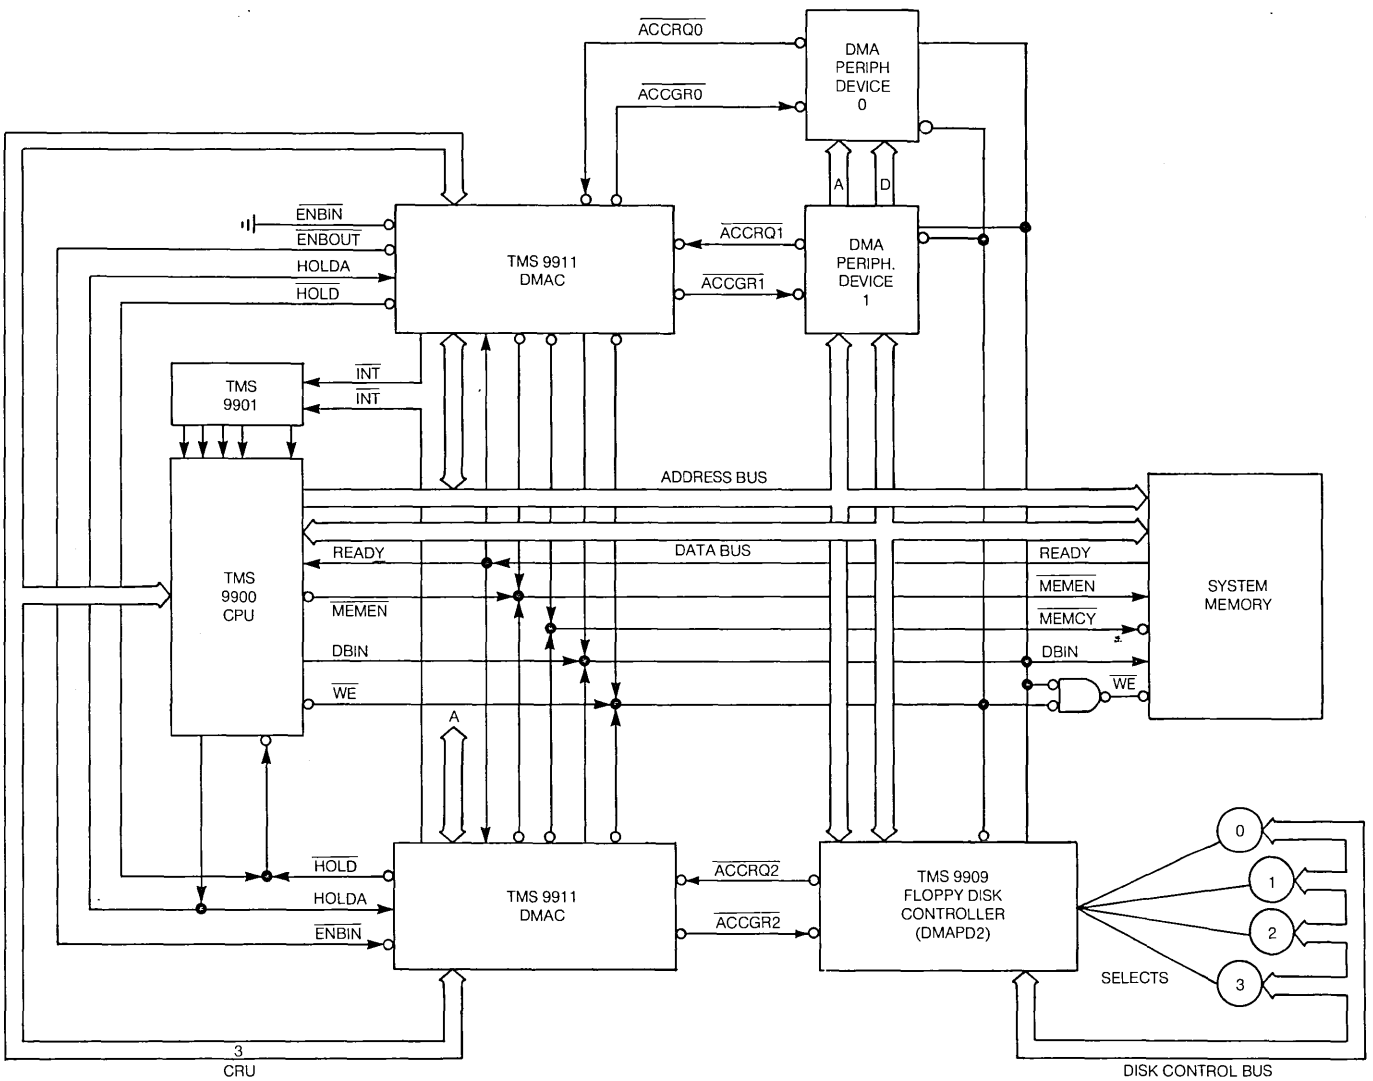 ACCRQ0
DMA
PERIPH
DEVICE
0
ACCGR0
A
D
ENBIN
ENBOUT
HOLDA
HOLD
TMS 9911
DMAC
ACCRQ1
ACCGR1
DMA
PERIPH.
DEVICE
1
TMS
9901
INT
INT
ADDRESS BUS
READY
DATA BUS
READY
TMS
9900
CPU
MEMEN
MEMEN
SYSTEM
MEMORY
MEMCY
DBIN
DBIN
WE
WE
A
HOLD
HOLDA
ENBIN
TMS 9911
DMAC
ACCRQ2
ACCGR2
TMS 9909
FLOPPY DISK
CONTROLLER
(DMAPD2)
0
1
2
3
SELECTS
3
CRU
DISK CONTROL BUS